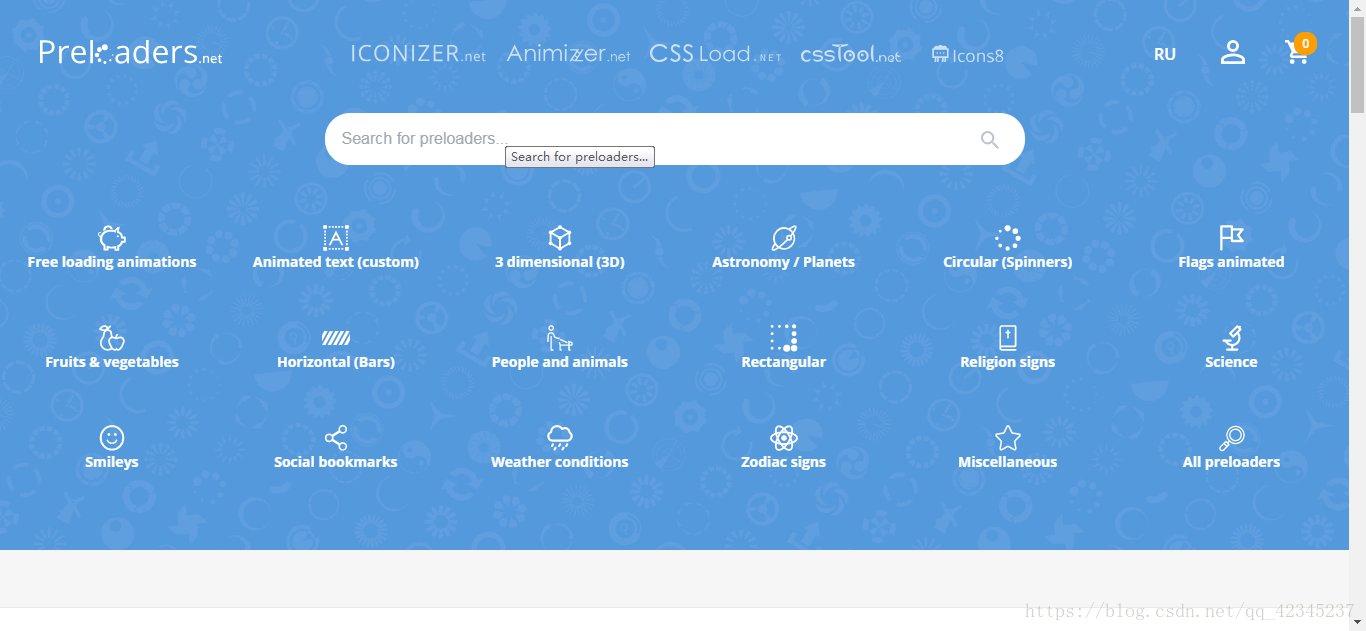 Preloaders.net ICONIZER.net Animizer.net CSS Load.NET cssTool.net Icons8 RU 0
Search for preloaders...
Search for preloaders...
A
Free loading animations Animated text (custom) 3 dimensional (3D) Astronomy / Planets Circular (Spinners) Flags animated
Fruits & vegetables Horizontal (Bars) People and animals Rectangular Religion signs Science
Smileys Social bookmarks Weather conditions Zodiac signs Miscellaneous All preloaders
https://blog.csdn.net/qq_42345237